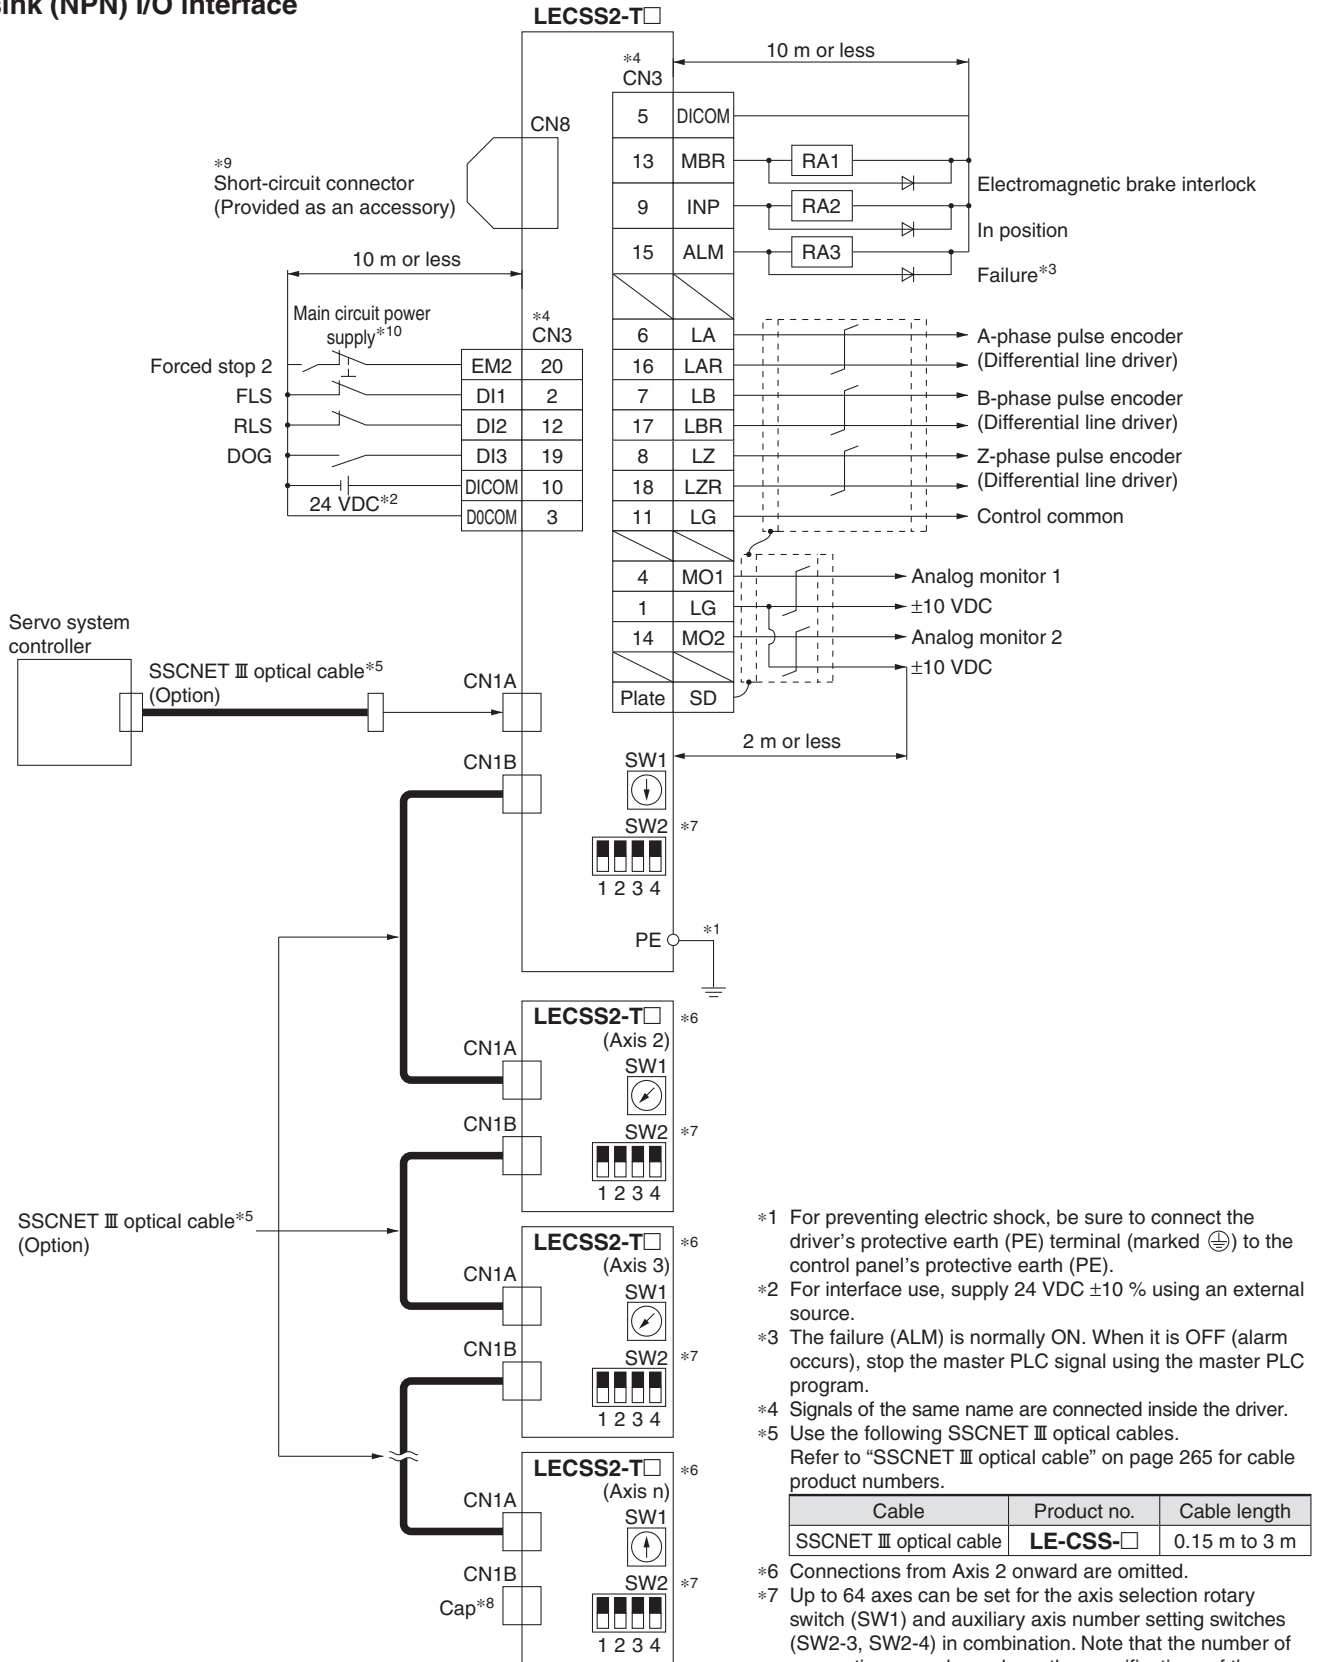 sink (NPN) I/O interface
LECSS2-T□
*4
CN3
10 m or less
5 DICOM
13 MBR RA1
Electromagnetic brake interlock
9 INP RA2
In position
15 ALM RA3
Failure*3
6 LA
A-phase pulse encoder
16 LAR
(Differential line driver)
7 LB
B-phase pulse encoder
17 LBR
(Differential line driver)
8 LZ
Z-phase pulse encoder
18 LZR
(Differential line driver)
11 LG
Control common
4 MO1
Analog monitor 1
1 LG
±10 VDC
14 MO2
Analog monitor 2
±10 VDC
Plate SD
2 m or less
CN8
*9
Short-circuit connector
(Provided as an accessory)
10 m or less
Main circuit power
supply*10
*4
CN3
Forced stop 2 EM2 20
FLS DI1 2
RLS DI2 12
DOG DI3 19
DICOM 10
24 VDC*2
D0COM 3
Servo system
controller
SSCNET Ⅲ optical cable*5
(Option)
CN1A
CN1B
SW1
SW2 *7
1 2 3 4
PE *1
LECSS2-T□ *6
(Axis 2)
CN1A
SW1
CN1B
SW2 *7
1 2 3 4
SSCNET Ⅲ optical cable*5
(Option)
LECSS2-T□ *6
(Axis 3)
CN1A
SW1
CN1B
SW2 *7
1 2 3 4
LECSS2-T□ *6
(Axis n)
CN1A
SW1
CN1B
Cap*8
SW2 *7
1 2 3 4
*1 For preventing electric shock, be sure to connect the
driver's protective earth (PE) terminal (marked ⏚) to the
control panel's protective earth (PE).
*2 For interface use, supply 24 VDC ±10 % using an external
source.
*3 The failure (ALM) is normally ON. When it is OFF (alarm
occurs), stop the master PLC signal using the master PLC
program.
*4 Signals of the same name are connected inside the driver.
*5 Use the following SSCNET Ⅲ optical cables.
Refer to “SSCNET Ⅲ optical cable” on page 265 for cable
product numbers.
Cable Product no. Cable length
SSCNET Ⅲ optical cable LE-CSS-□ 0.15 m to 3 m
*6 Connections from Axis 2 onward are omitted.
*7 Up to 64 axes can be set for the axis selection rotary
switch (SW1) and auxiliary axis number setting switches
(SW2-3, SW2-4) in combination. Note that the number of